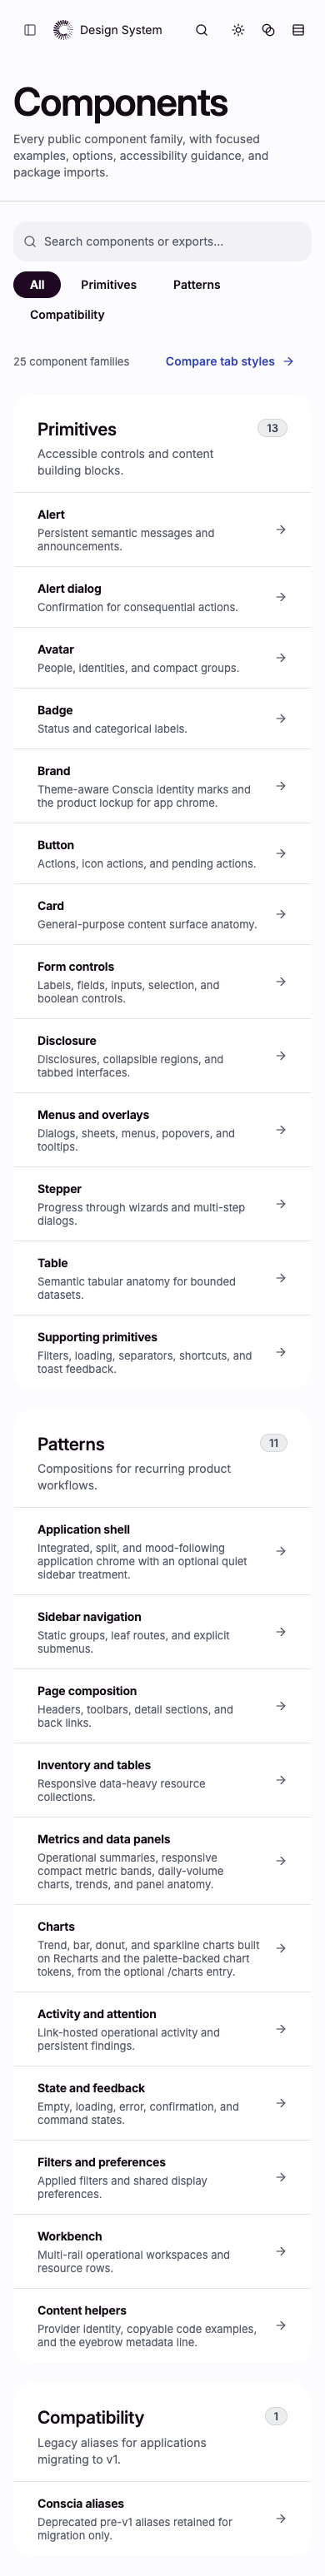 Design System
Components
Every public component family, with focused
examples, options, accessibility guidance, and
package imports.
Search components or exports...
All
Primitives
Patterns
Compatibility
25 component families
Compare tab styles
Primitives
13
Accessible controls and content
building blocks.
Alert
Persistent semantic messages and
announcements.
Alert dialog
Confirmation for consequential actions.
Avatar
People, identities, and compact groups.
Badge
Status and categorical labels.
Brand
Theme-aware Conscia identity marks and
the product lockup for app chrome.
Button
Actions, icon actions, and pending actions.
Card
General-purpose content surface anatomy.
Form controls
Labels, fields, inputs, selection, and
boolean controls.
Disclosure
Disclosures, collapsible regions, and
tabbed interfaces.
Menus and overlays
Dialogs, sheets, menus, popovers, and
tooltips.
Stepper
Progress through wizards and multi-step
dialogs.
Table
Semantic tabular anatomy for bounded
datasets.
Supporting primitives
Filters, loading, separators, shortcuts, and
toast feedback.
Patterns
11
Compositions for recurring product
workflows.
Application shell
Integrated, split, and mood-following
application chrome with an optional quiet
sidebar treatment.
Sidebar navigation
Static groups, leaf routes, and explicit
submenus.
Page composition
Headers, toolbars, detail sections, and
back links.
Inventory and tables
Responsive data-heavy resource
collections.
Metrics and data panels
Operational summaries, responsive
compact metric bands, daily-volume
charts, trends, and panel anatomy.
Charts
Trend, bar, donut, and sparkline charts built
on Recharts and the palette-backed chart
tokens, from the optional /charts entry.
Activity and attention
Link-hosted operational activity and
persistent findings.
State and feedback
Empty, loading, error, confirmation, and
command states.
Filters and preferences
Applied filters and shared display
preferences.
Workbench
Multi-rail operational workspaces and
resource rows.
Content helpers
Provider identity, copyable code examples,
and the eyebrow metadata line.
Compatibility
1
Legacy aliases for applications
migrating to v1.
Conscia aliases
Deprecated pre-v1 aliases retained for
migration only.